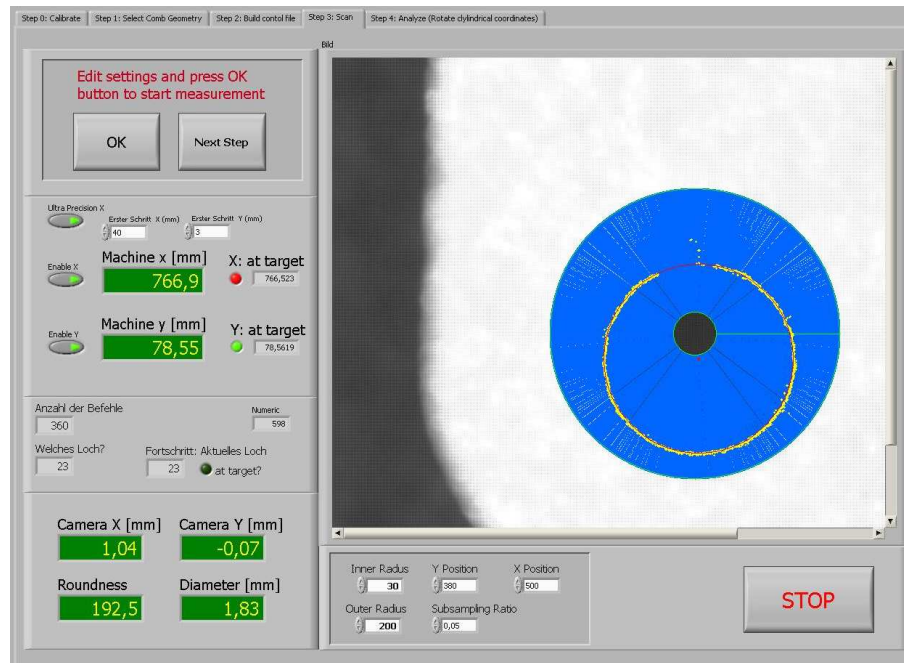 Step 0: Calibrate
Step 1: Select Comb Geometry
Step 2: Build contol file
Step 3: Scan
Step 4: Analyze (Rotate clylindrical coordinates)
Bild
Edit settings and press OK
button to start measurement
OK
Next Step
Ultra Precision X
Erster Schritt X (mm)
Erster Schritt Y (mm)
40
3
Enable X
Machine x [mm]
766,9
X: at target
766,523
Enable Y
Machine y [mm]
78,55
Y: at target
78,5619
Anzahl der Befehle
360
Numeric
598
Welches Loch?
23
Fortschritt: Aktuelles Loch
23
at target?
Camera X [mm]
1,04
Camera Y [mm]
-0,07
Roundness
192,5
Diameter [mm]
1,83
Inner Radius
30
Y Position
380
X Position
500
Outer Radius
200
Subsampling Ratio
0,05
STOP